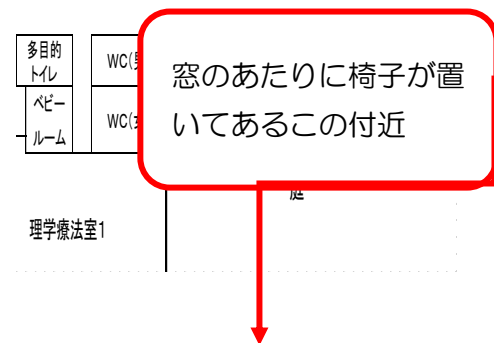 多目的
トイレ
WC(
ベビー
ルーム
WC(
窓のあたりに椅子が置
いてあるこの付近
庭
理学療法室1